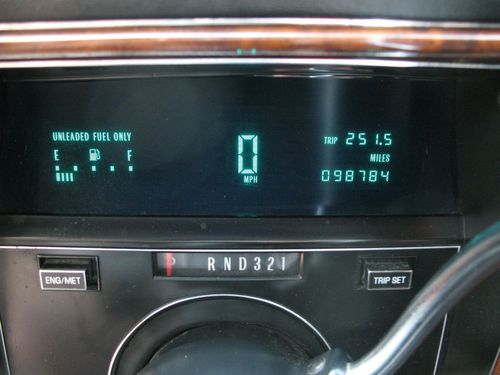 UNLEADED FUEL ONLY
E F
0
MPH
TRIP 251.5
MILES
098784
P RND321
ENG/MET
TRIP SET